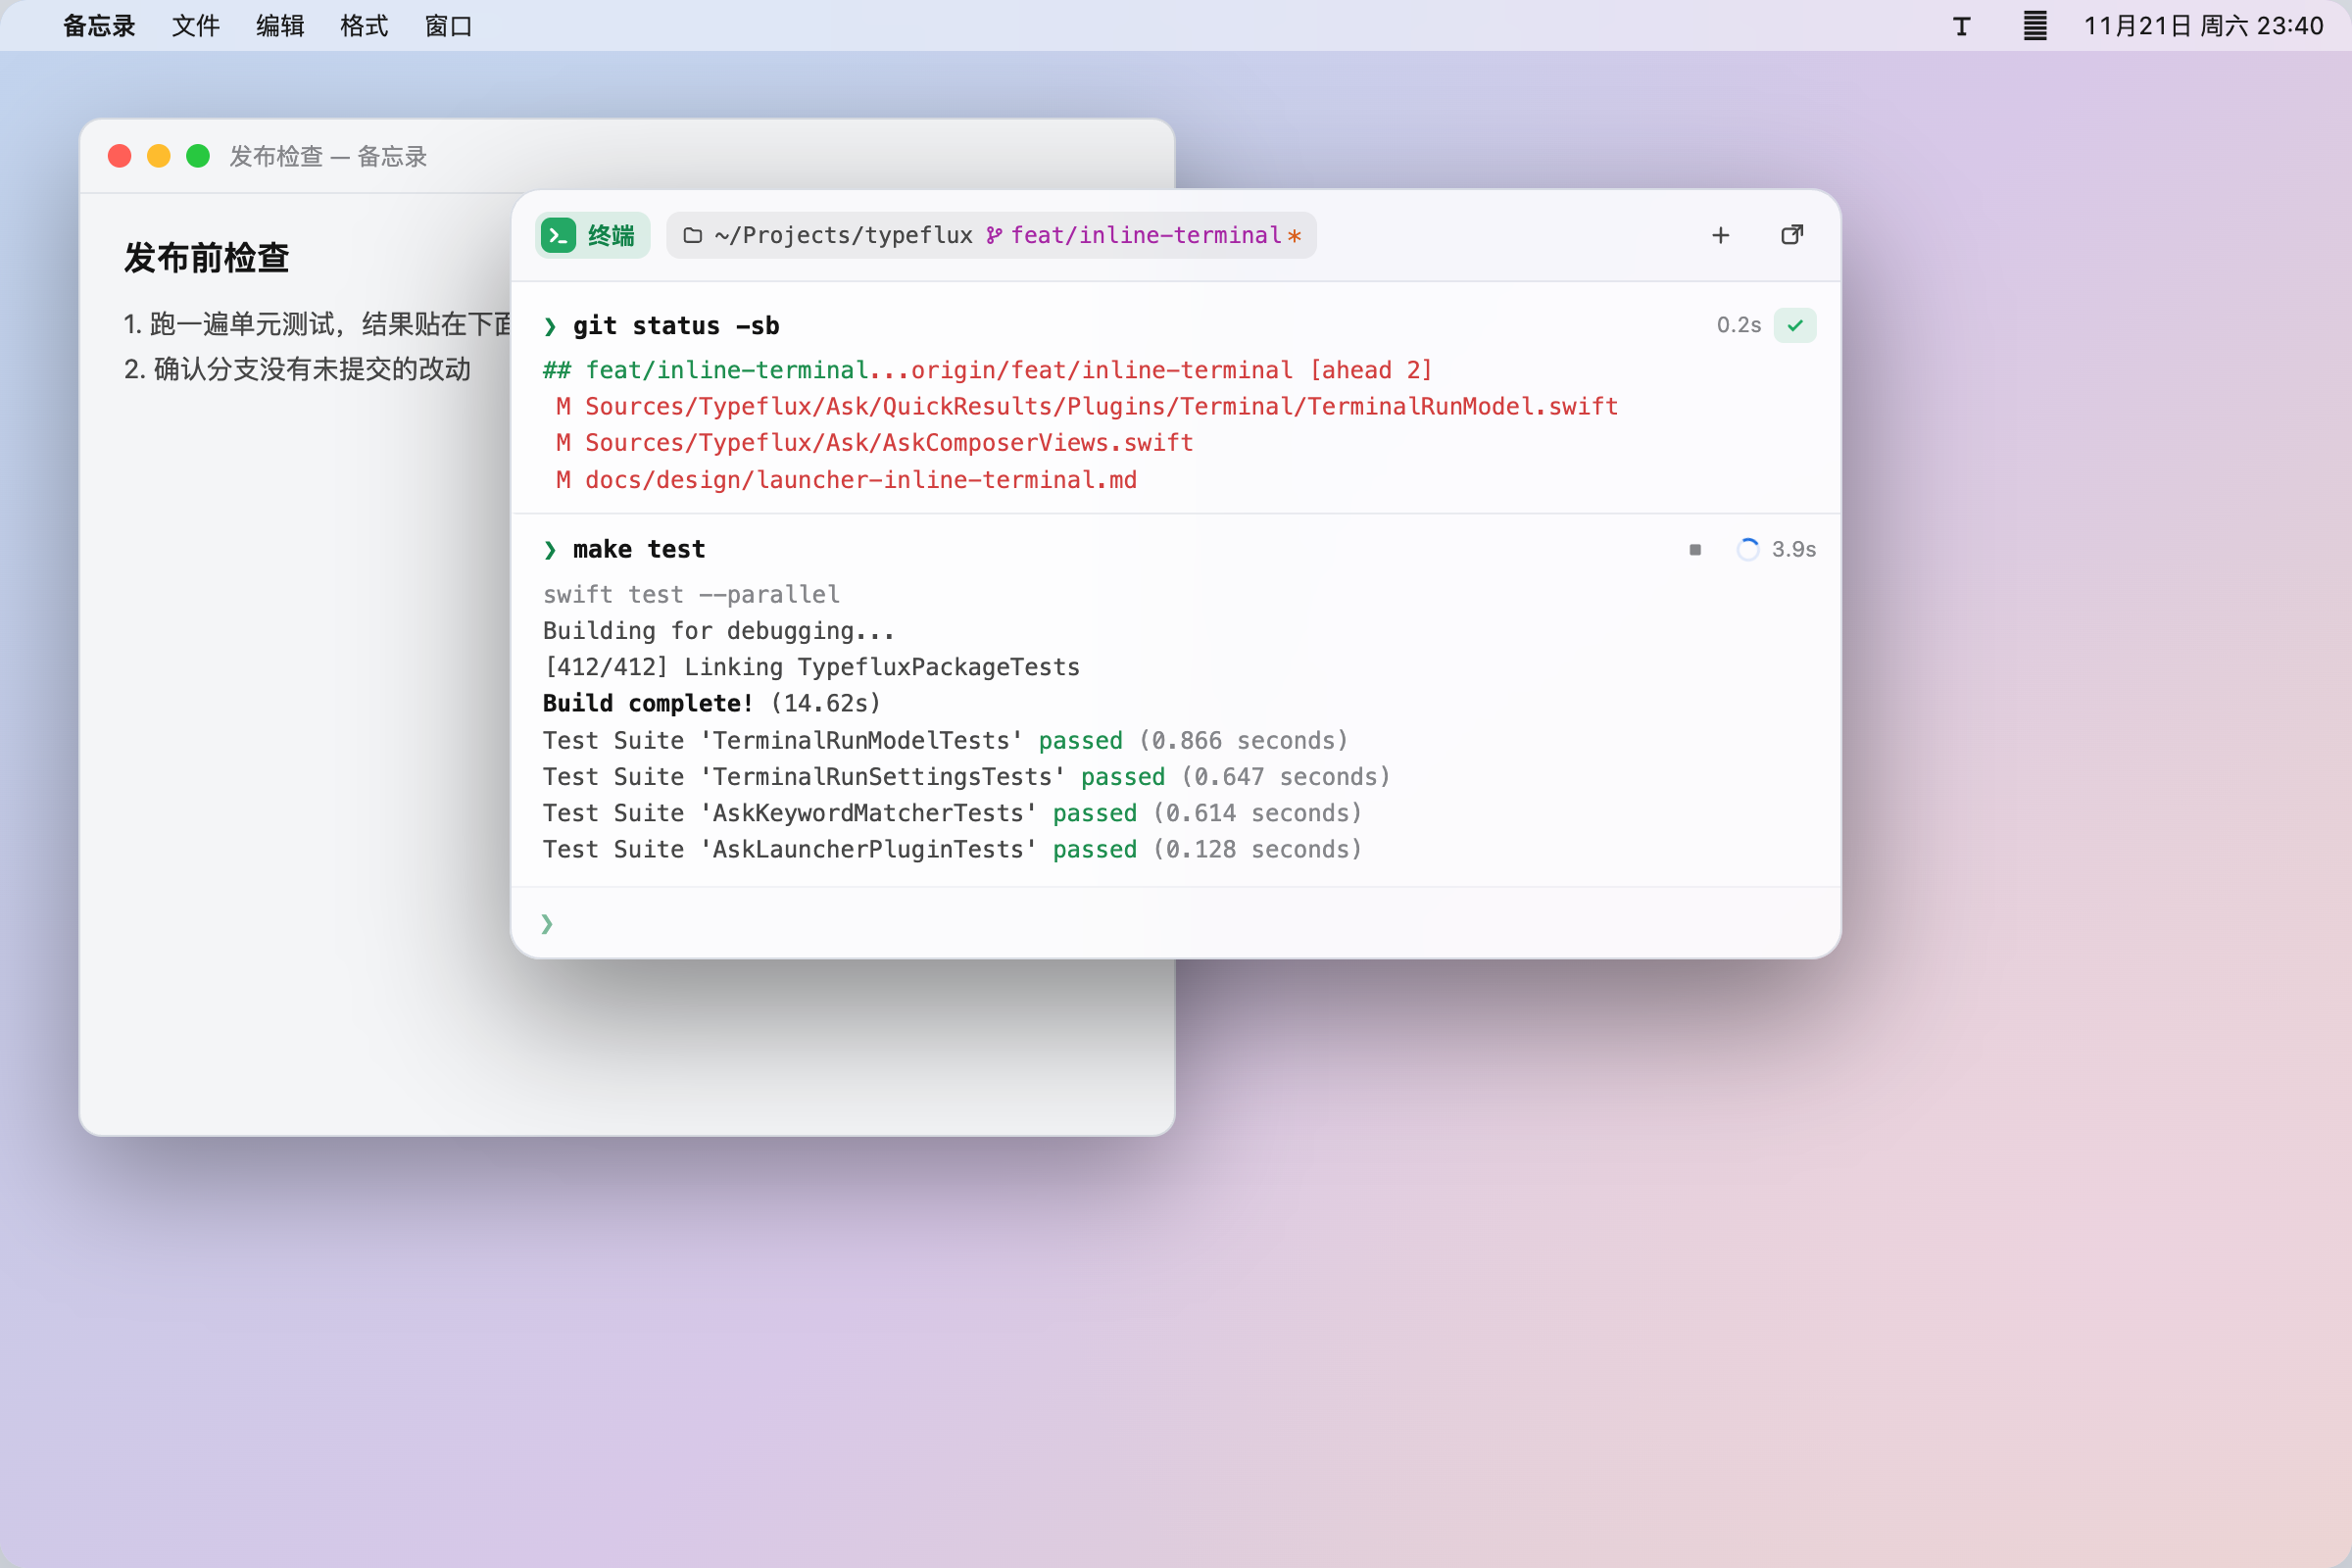 备忘录 文件 编辑 格式 窗口 11月21日 周六 23:40
发布检查 — 备忘录
发布前检查
1. 跑一遍单元测试，结果贴在下面
2. 确认分支没有未提交的改动
终端 ~/Projects/typeflux feat/inline-terminal*
❯ git status -sb 0.2s
## feat/inline-terminal...origin/feat/inline-terminal [ahead 2]
M Sources/Typeflux/Ask/QuickResults/Plugins/Terminal/TerminalRunModel.swift
M Sources/Typeflux/Ask/AskComposerViews.swift
M docs/design/launcher-inline-terminal.md
❯ make test 3.9s
swift test --parallel
Building for debugging...
[412/412] Linking TypefluxPackageTests
Build complete! (14.62s)
Test Suite 'TerminalRunModelTests' passed (0.866 seconds)
Test Suite 'TerminalRunSettingsTests' passed (0.647 seconds)
Test Suite 'AskKeywordMatcherTests' passed (0.614 seconds)
Test Suite 'AskLauncherPluginTests' passed (0.128 seconds)
❯